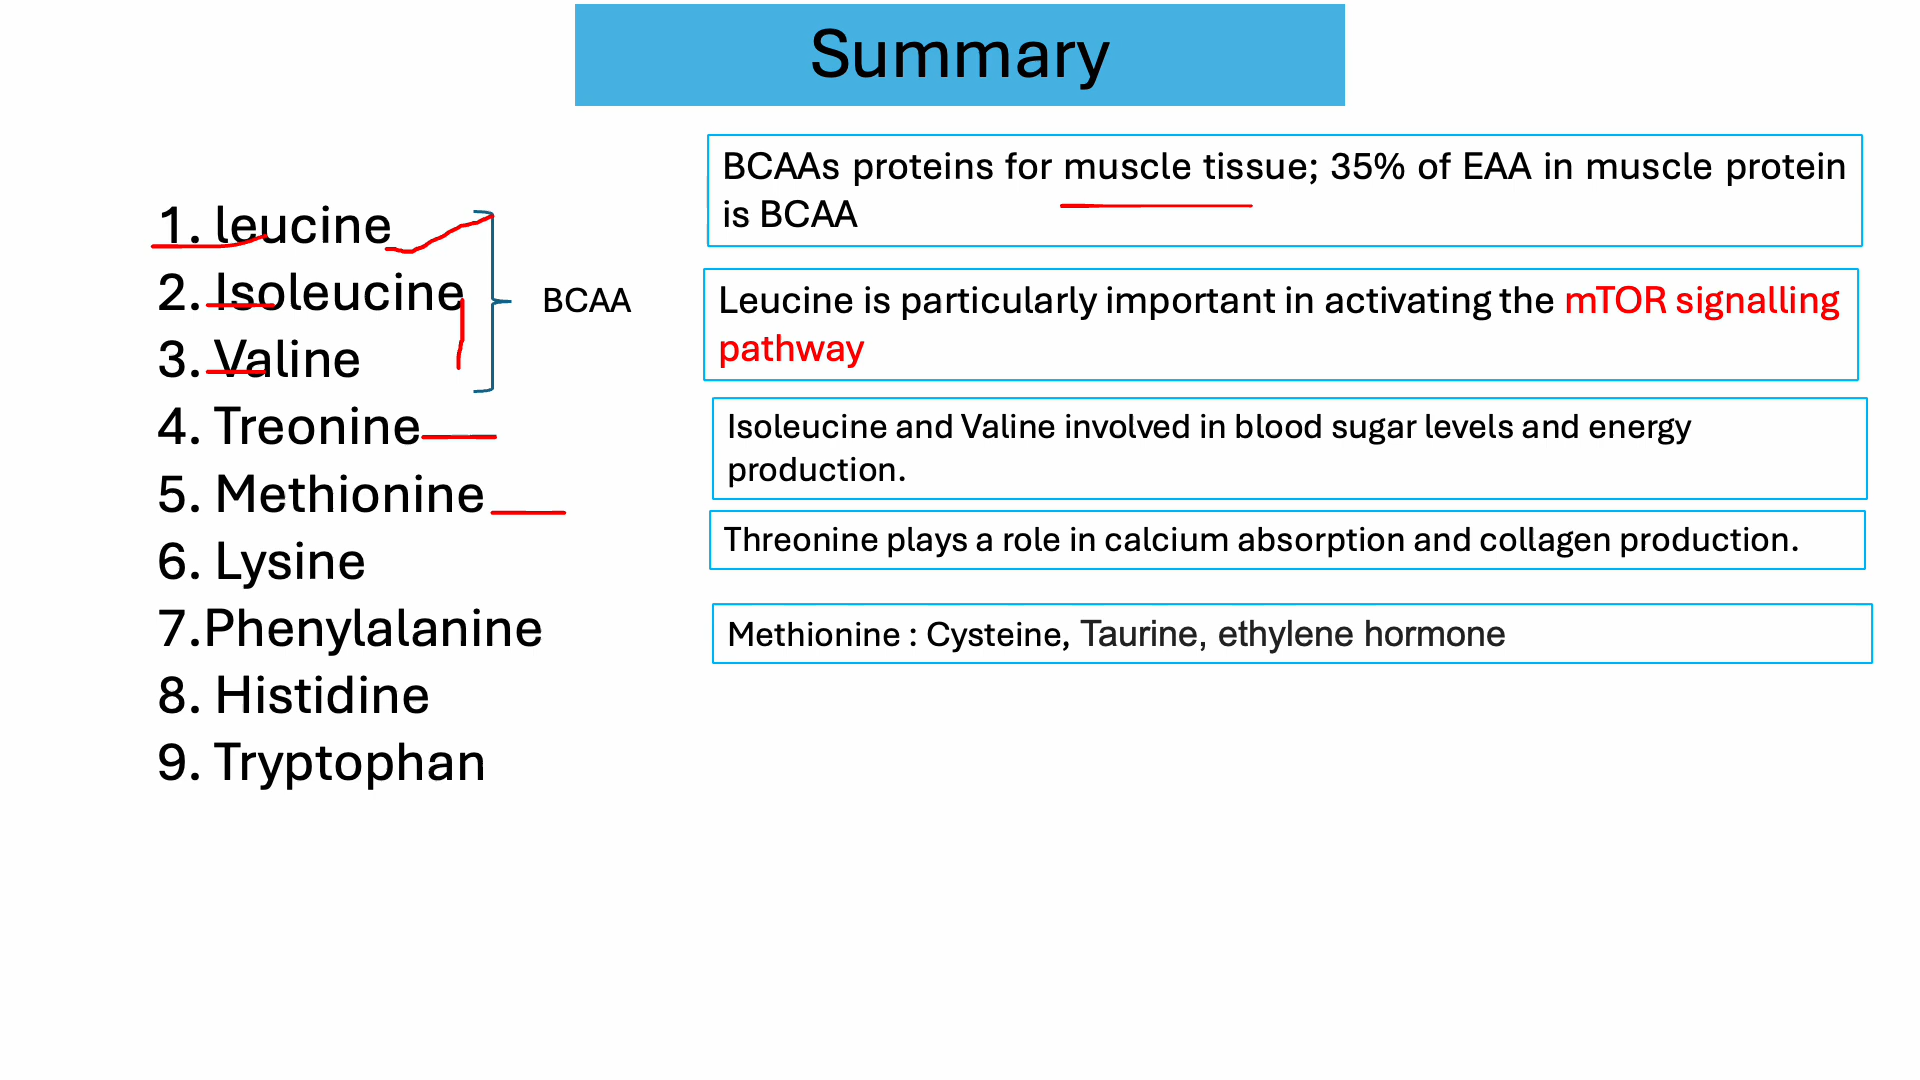 Summary
1. leucine
2. Isoleucine
3. Valine
4. Treonine
5. Methionine
6. Lysine
7.Phenylalanine
8. Histidine
9. Tryptophan
BCAA
BCAAs proteins for muscle tissue; 35% of EAA in muscle protein
is BCAA
Leucine is particularly important in activating the mTOR signalling
pathway
Isoleucine and Valine involved in blood sugar levels and energy
production.
Threonine plays a role in calcium absorption and collagen production.
Methionine : Cysteine, Taurine, ethylene hormone